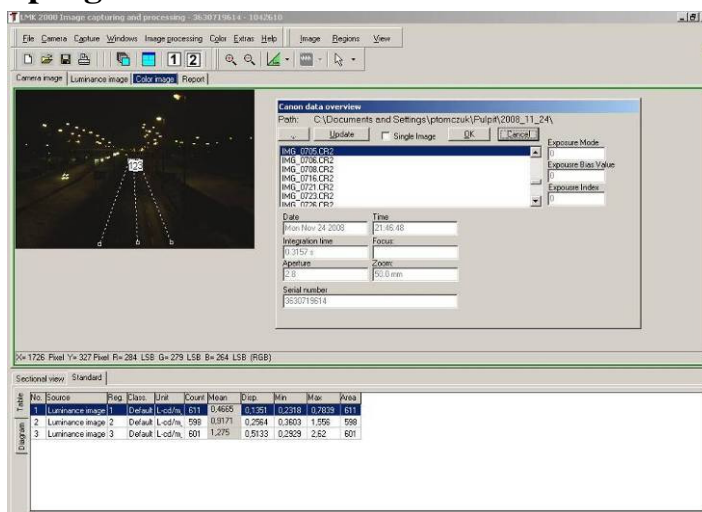 LMK 2000 Image capturing and processing - 3630719614 - 1042610
File Camera Capture Windows Image processing Color Extras Help Image Regions View
1 2
Camera image Luminance image Color image Report
Canon data overview
Path: C:\Documents and Settings\ptomczuk\Pulpit\2008_11_24\
.. Update Single Image OK Cancel
Exposure Mode
0
IMG_0705.CR2
IMG_0706.CR2
IMG_0708.CR2
IMG_0716.CR2
IMG_0721.CR2
IMG_0723.CR2
IMG_0726.CR2
Expousre Bias Value
0
Expousre Index
0
123
Date Time
Mon Nov 24 2008 21:46:48
Integration time Focus:
0.3157 s
Aperture Zoom:
2.8 50.0 mm
Serial number
3630719614
X= 1726 Pixel Y= 327 Pixel R= 284 LSB G= 279 LSB B= 264 LSB (RGB)
Sectional view Standard
Table
Diagram
No. Source Reg. Class. Unit Count Mean Disp. Min Max Area
1 Luminance image 1 Default L-cd/m, 611 0,4665 0,1351 0,2318 0,7839 611
2 Luminance image 2 Default L-cd/m, 598 0,9171 0,2564 0,3603 1,556 598
3 Luminance image 3 Default L-cd/m, 601 1,275 0,5133 0,2929 2,62 601